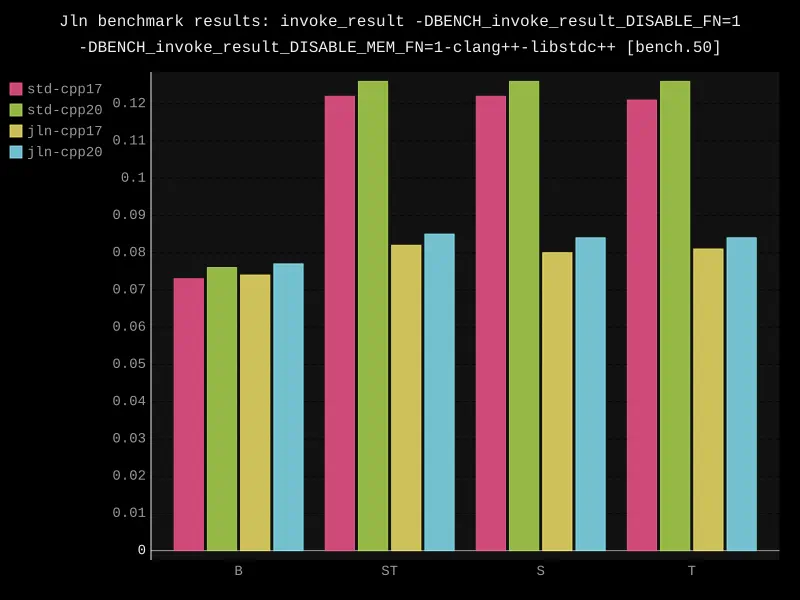 Jln benchmark results: invoke_result -DBENCH_invoke_result_DISABLE_FN=1
-DBENCH_invoke_result_DISABLE_MEM_FN=1-clang++-libstdc++ [bench.50]
std-cpp17
std-cpp20
jln-cpp17
jln-cpp20
0.12
0.11
0.1
0.09
0.08
0.07
0.06
0.05
0.04
0.03
0.02
0.01
0
B ST S T